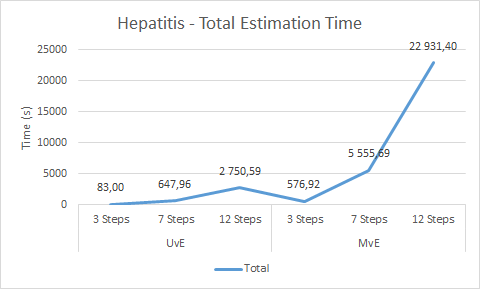 Hepatitis - Total Estimation Time
Time (s)
25000
20000
15000
10000
5000
0
83,00
647,96
2 750,59
576,92
5 555,69
22 931,40
3 Steps 7 Steps 12 Steps 3 Steps 7 Steps 12 Steps
UvE MvE
Total